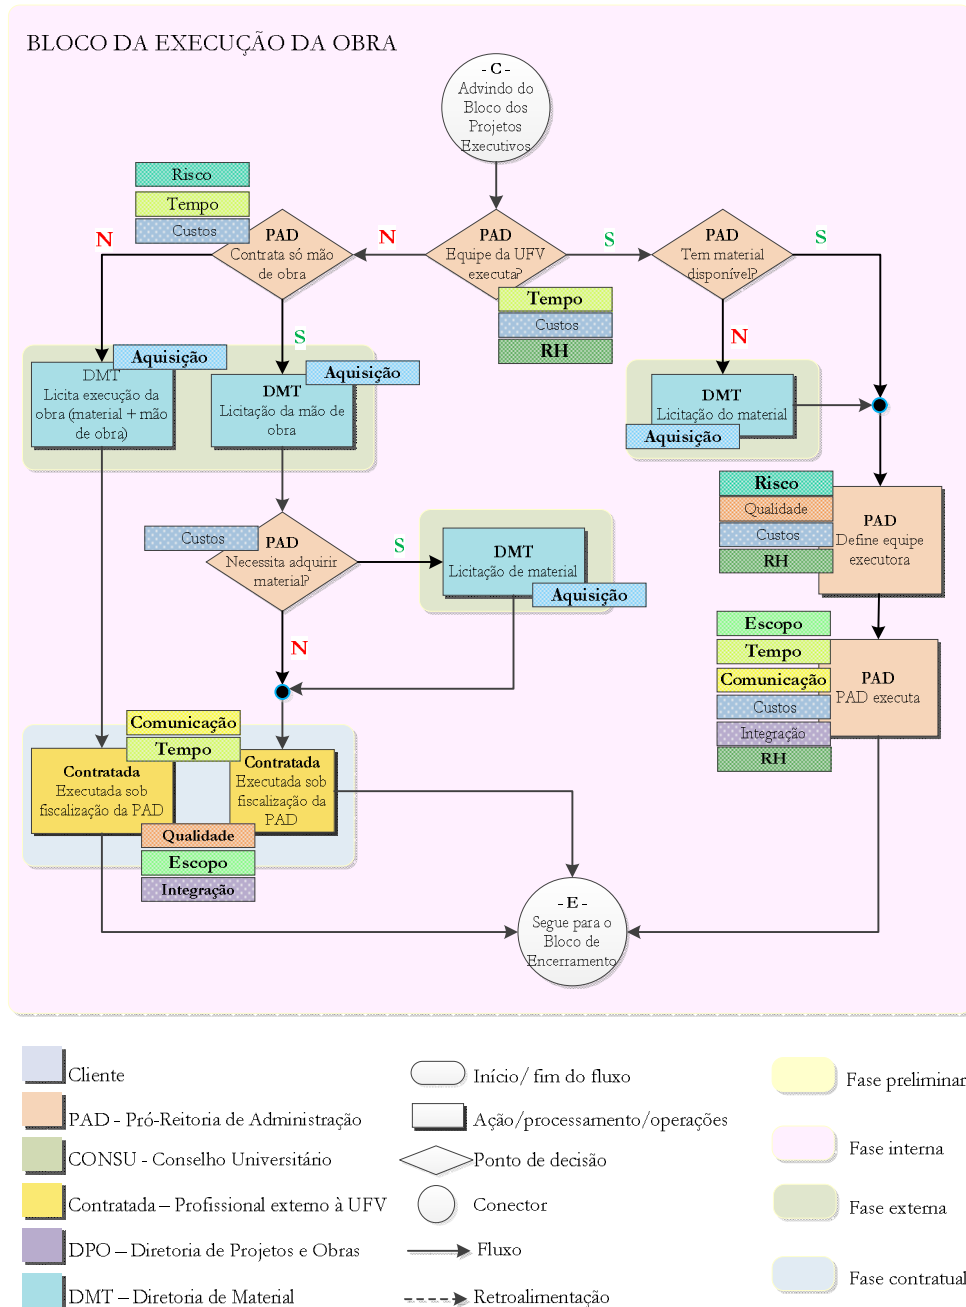 BLOCO DA EXECUÇÃO DA OBRA
- C -
Advindo do
Bloco dos
Projetos
Executivos
Risco
Tempo
Custos
N
PAD
Contrata só mão
de obra
N
PAD
Equipe da UFV
executa?
S
PAD
Tem material
disponível?
S
Tempo
Custos
RH
S
N
Aquisição
DMT
Licita execução da
obra (material + mão
de obra)
Aquisição
DMT
Licitação da mão de
obra
DMT
Licitação do material
Aquisição
Risco
Qualidade
Custos
RH
PAD
Define equipe
executora
Custos
PAD
Necessita adquirir
material?
S
DMT
Licitação de material
Aquisição
N
Escopo
Tempo
Comunicação
Custos
Integração
RH
PAD
PAD executa
Comunicação
Tempo
Contratada
Executada sob
fiscalização da PAD
Contratada
Executada sob
fiscalização da
PAD
Qualidade
Escopo
Integração
- E -
Segue para o
Bloco de
Encerramento
Cliente
PAD - Pró-Reitoria de Administração
CONSU - Conselho Universitário
Contratada – Profissional externo à UFV
DPO – Diretoria de Projetos e Obras
DMT – Diretoria de Material
Início/ fim do fluxo
Ação/processamento/operações
Ponto de decisão
Conector
Fluxo
Retroalimentação
Fase preliminar
Fase interna
Fase externa
Fase contratual